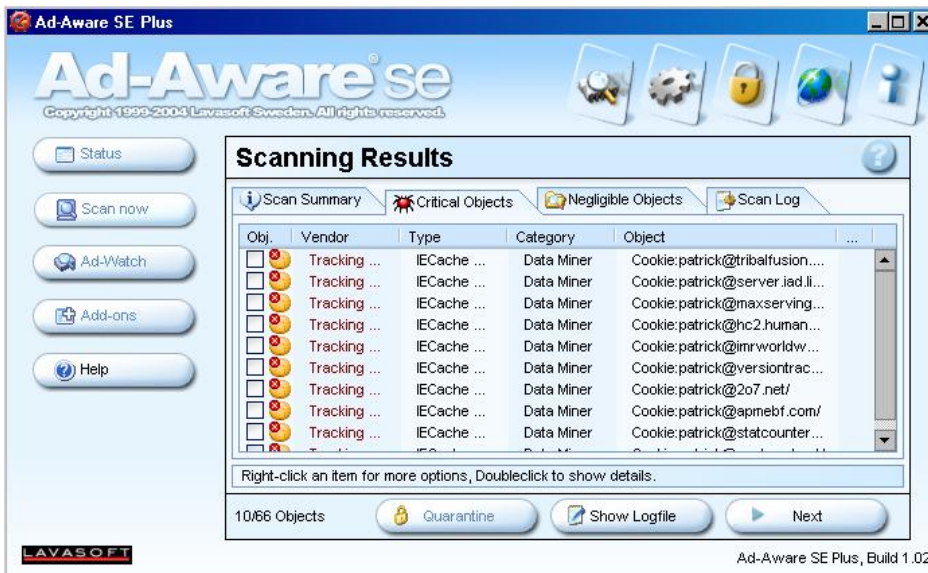 Ad-Aware SE Plus
Ad-Aware® se
Copyright 1999-2004 Lavasoft Sweden. All rights reserved.
Status
Scan now
Ad-Watch
Add-ons
Help
Scanning Results
Scan Summary
Critical Objects
Negligible Objects
Scan Log
Obj. Vendor Type Category Object ...
Tracking ... IECache ... Data Miner Cookie:patrick@tribalfusion....
Tracking ... IECache ... Data Miner Cookie:patrick@server.iad.li...
Tracking ... IECache ... Data Miner Cookie:patrick@maxserving...
Tracking ... IECache ... Data Miner Cookie:patrick@hc2.human...
Tracking ... IECache ... Data Miner Cookie:patrick@imrworldw...
Tracking ... IECache ... Data Miner Cookie:patrick@versiontrac...
Tracking ... IECache ... Data Miner Cookie:patrick@2o7.net/
Tracking ... IECache ... Data Miner Cookie:patrick@apmebf.com/
Tracking ... IECache ... Data Miner Cookie:patrick@statcounter...
Right-click an item for more options, Doubleclick to show details.
10/66 Objects
Quarantine
Show Logfile
Next
LAVASOFT
Ad-Aware SE Plus, Build 1.02